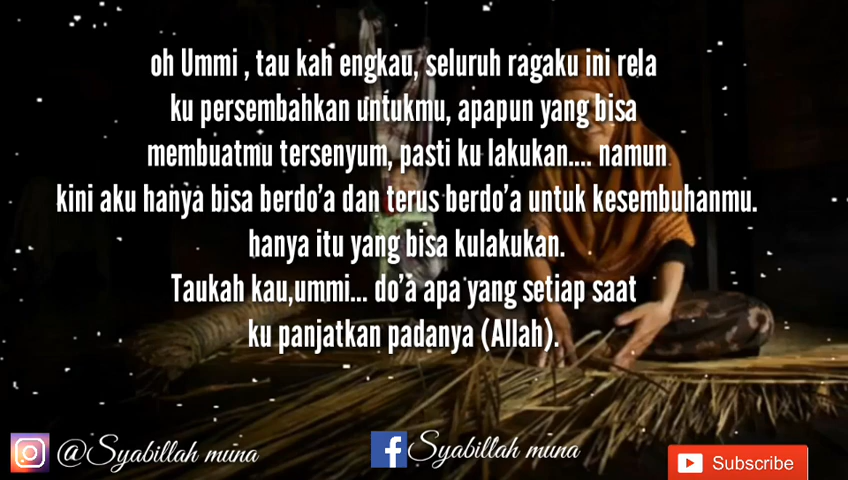 oh Ummi , tau kah engkau, seluruh ragaku ini rela
ku persembahkan untukmu, apapun yang bisa
membuatmu tersenyum, pasti ku lakukan.... namun
kini aku hanya bisa berdo'a dan terus berdo'a untuk kesembuhanmu.
hanya itu yang bisa kulakukan.
Taukah kau,ummi... do'a apa yang setiap saat
ku panjatkan padanya (Allah).
@Syabillah muna
Syabillah muna
Subscribe